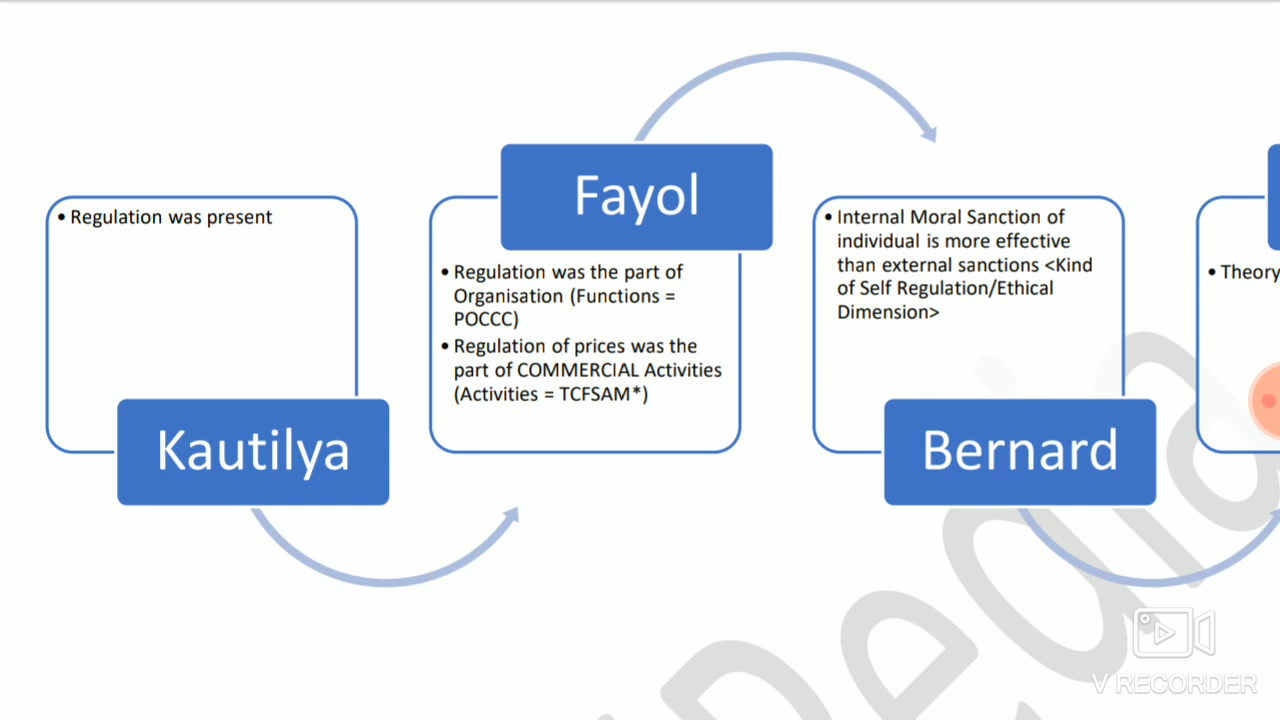 • Regulation was present
Kautilya
Fayol
• Regulation was the part of
Organisation (Functions =
POCCC)
• Regulation of prices was the
part of COMMERCIAL Activities
(Activities = TCFSAM*)
• Internal Moral Sanction of
individual is more effective
than external sanctions <Kind
of Self Regulation/Ethical
Dimension>
Bernard
• Theory
V RECORDER